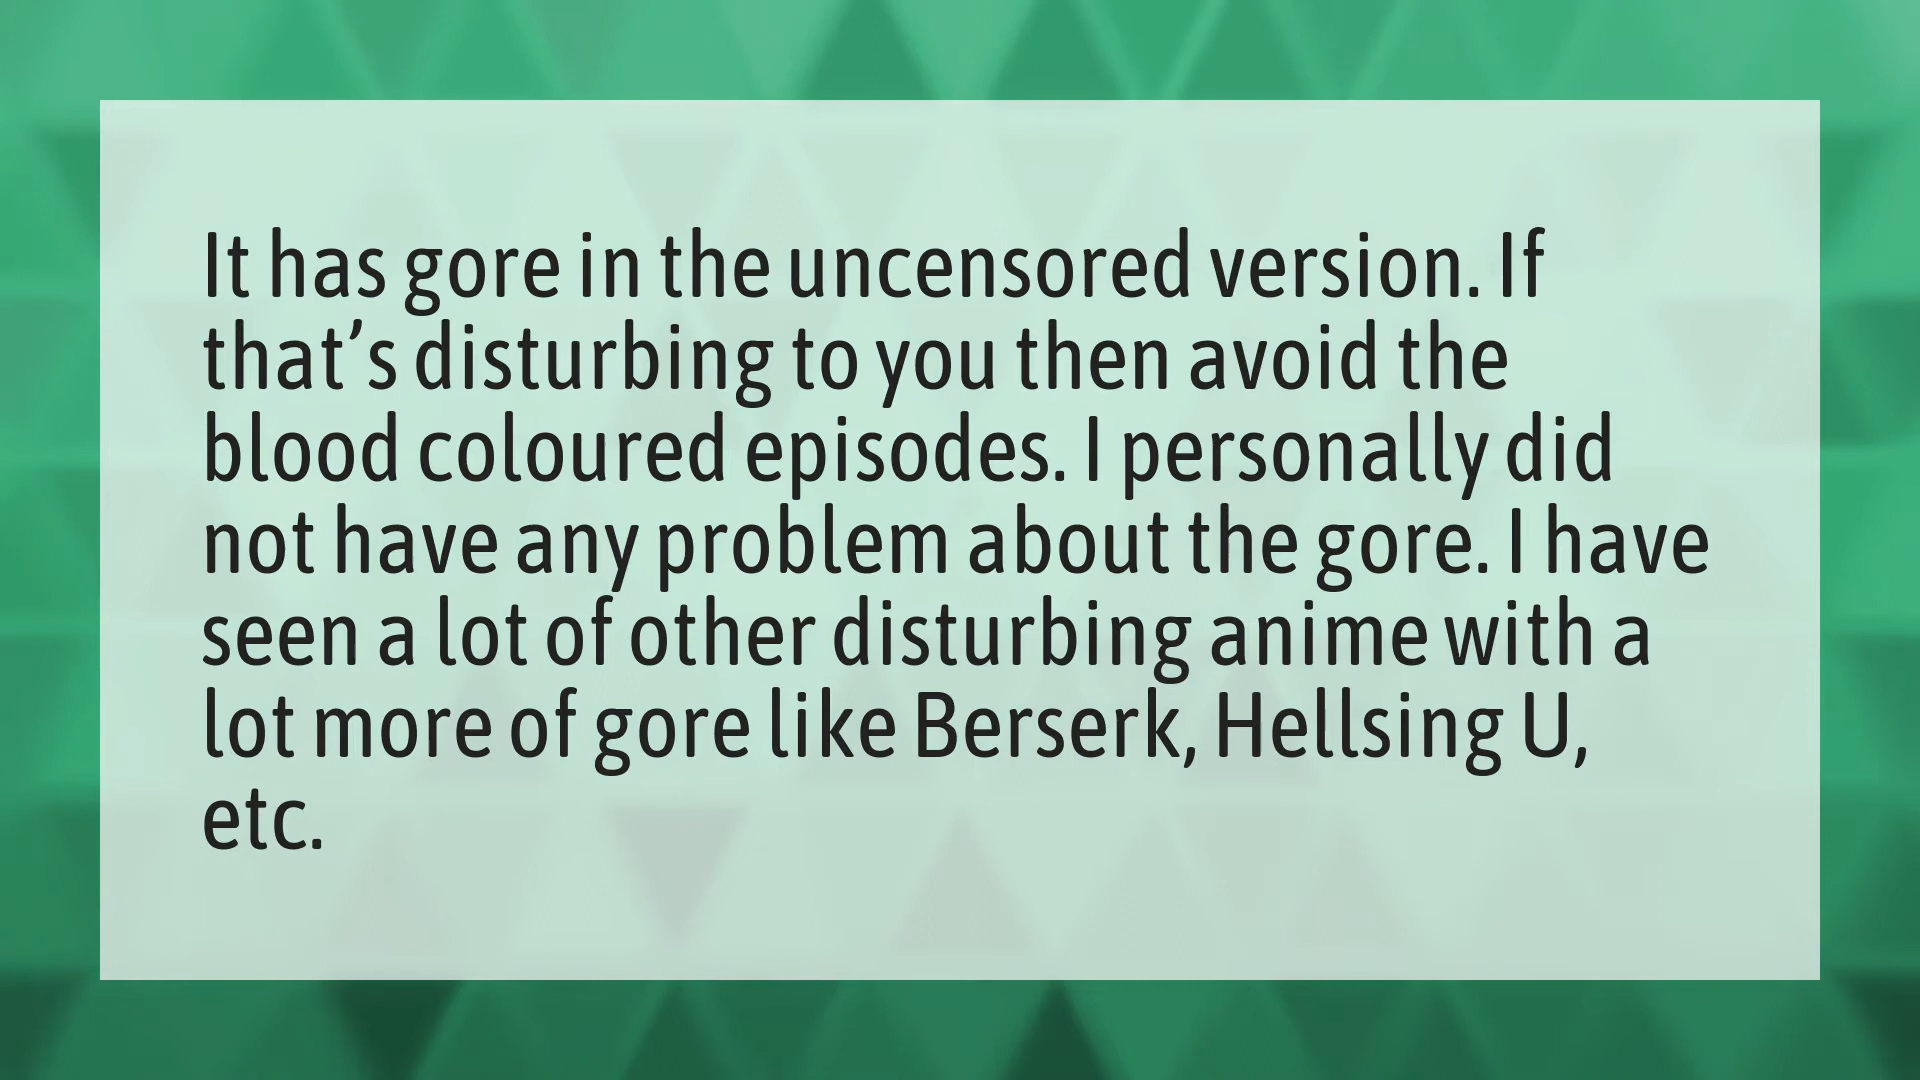 It has gore in the uncensored version. If
that’s disturbing to you then avoid the
blood coloured episodes. I personally did
not have any problem about the gore. I have
seen a lot of other disturbing anime with a
lot more of gore like Berserk, Hellsing U,
etc.